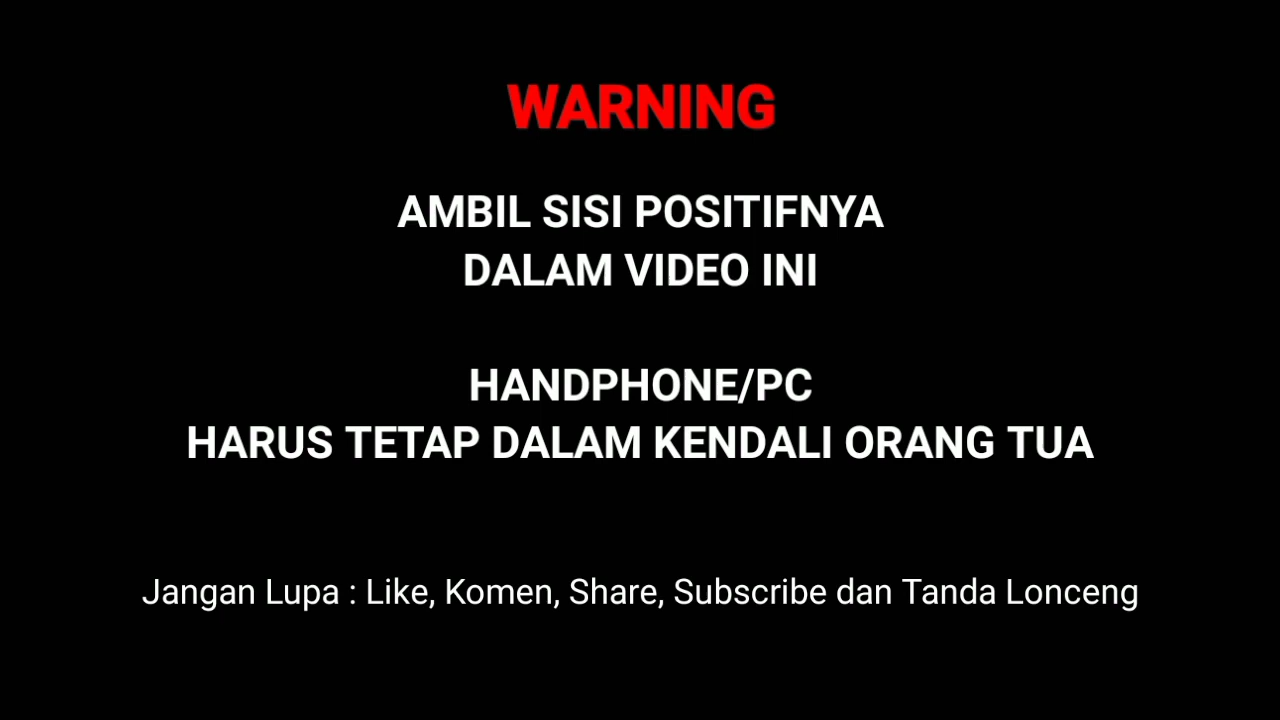 WARNING
AMBIL SISI POSITIFNYA
DALAM VIDEO INI
HANDPHONE/PC
HARUS TETAP DALAM KENDALI ORANG TUA
Jangan Lupa : Like, Komen, Share, Subscribe dan Tanda Lonceng